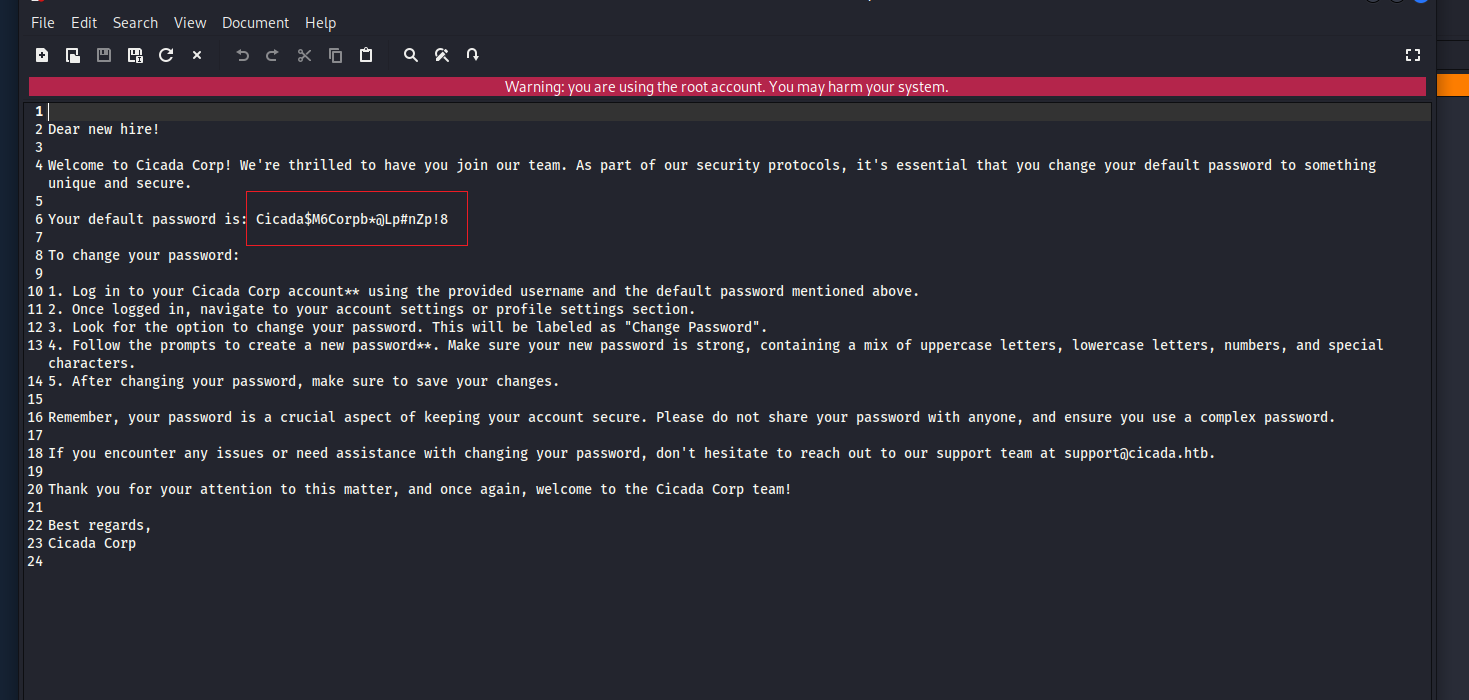 File Edit Search View Document Help
Warning: you are using the root account. You may harm your system.
1
2 Dear new hire!
3
4 Welcome to Cicada Corp! We're thrilled to have you join our team. As part of our security protocols, it's essential that you change your default password to something
unique and secure.
5
6 Your default password is: Cicada$M6Corpb*@Lp#nZp!8
7
8 To change your password:
9
10 1. Log in to your Cicada Corp account** using the provided username and the default password mentioned above.
11 2. Once logged in, navigate to your account settings or profile settings section.
12 3. Look for the option to change your password. This will be labeled as "Change Password".
13 4. Follow the prompts to create a new password**. Make sure your new password is strong, containing a mix of uppercase letters, lowercase letters, numbers, and special
characters.
14 5. After changing your password, make sure to save your changes.
15
16 Remember, your password is a crucial aspect of keeping your account secure. Please do not share your password with anyone, and ensure you use a complex password.
17
18 If you encounter any issues or need assistance with changing your password, don't hesitate to reach out to our support team at support@cicada.htb.
19
20 Thank you for your attention to this matter, and once again, welcome to the Cicada Corp team!
21
22 Best regards,
23 Cicada Corp
24